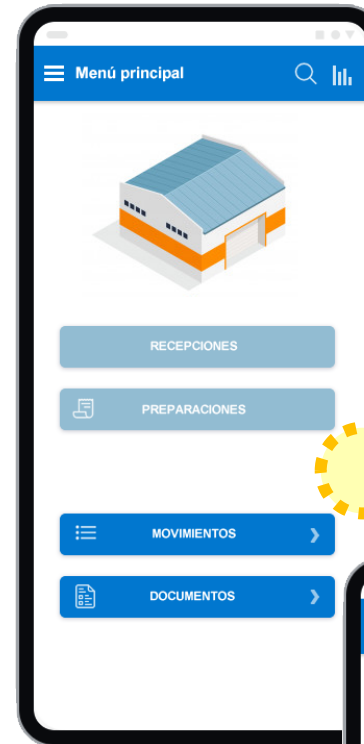 Menú principal
RECEPCIONES
PREPARACIONES
MOVIMIENTOS
DOCUMENTOS